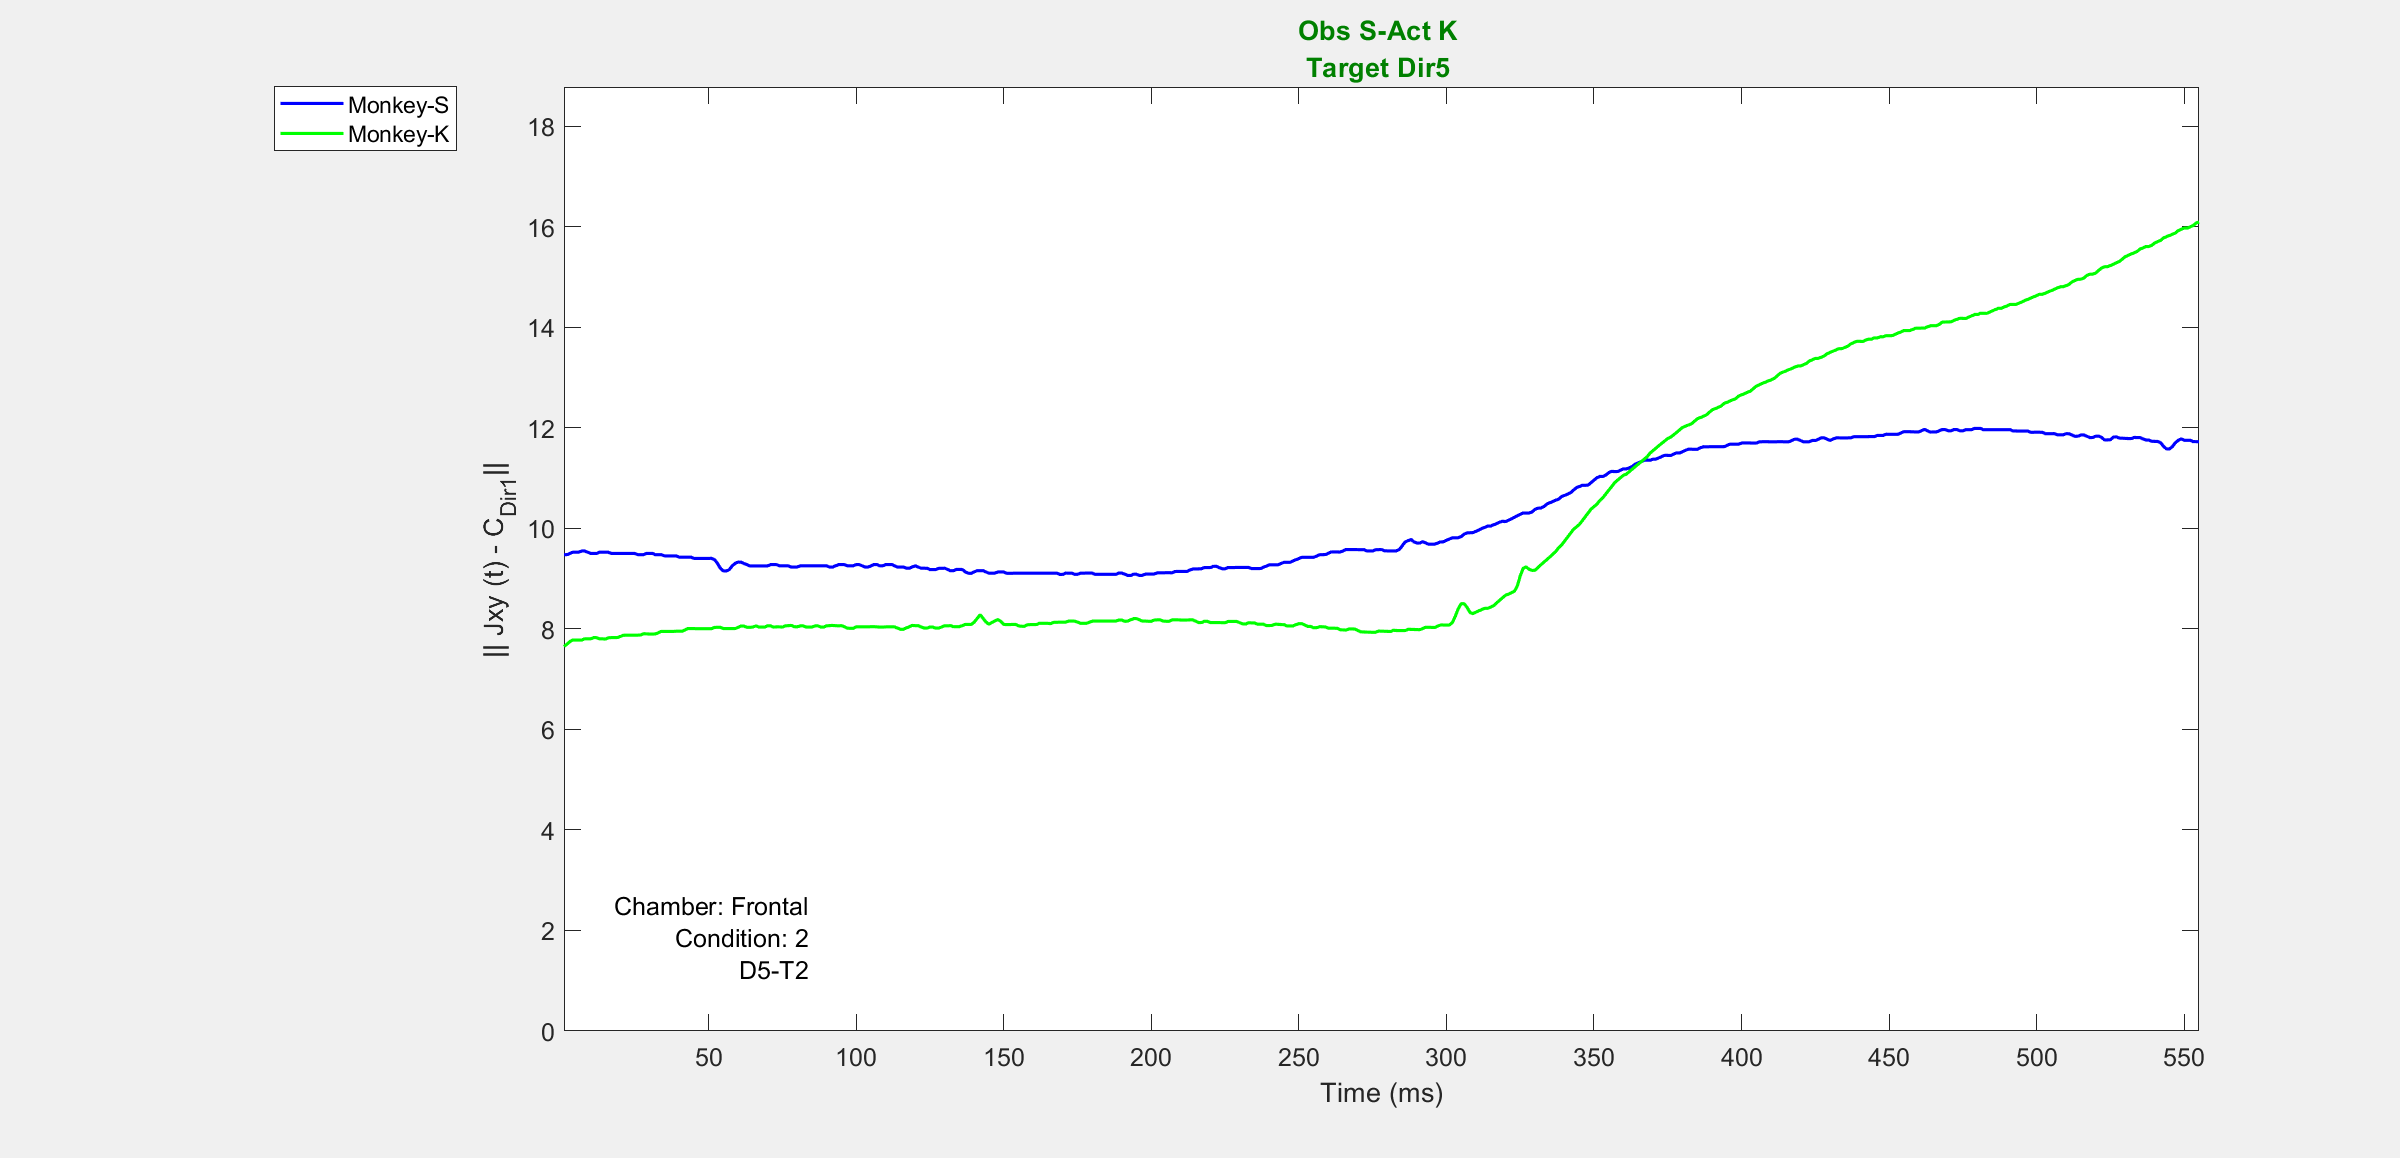 Obs S-Act K
Target Dir5
Monkey-S
Monkey-K
18
16
14
12
10
8
6
4
2
0
|| Jxy (t) - C_Dir1 ||
Chamber: Frontal
Condition: 2
D5-T2
50 100 150 200 250 300 350 400 450 500 550
Time (ms)